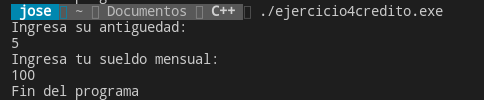 jose ~ Documentos C++ ./ejercicio4credito.exe
Ingresa su antiguedad:
5
Ingresa tu sueldo mensual:
100
Fin del programa